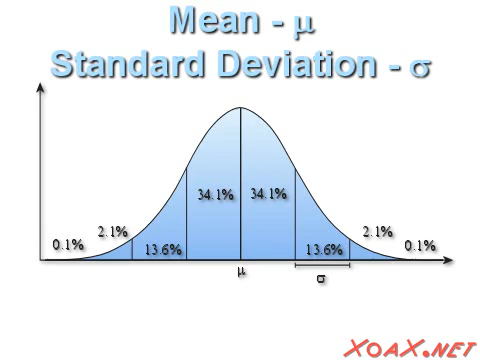 Mean - μ
Standard Deviation - σ
34.1% 34.1%
2.1% 2.1%
0.1% 13.6% 13.6% 0.1%
μ
σ
XOAX.NET